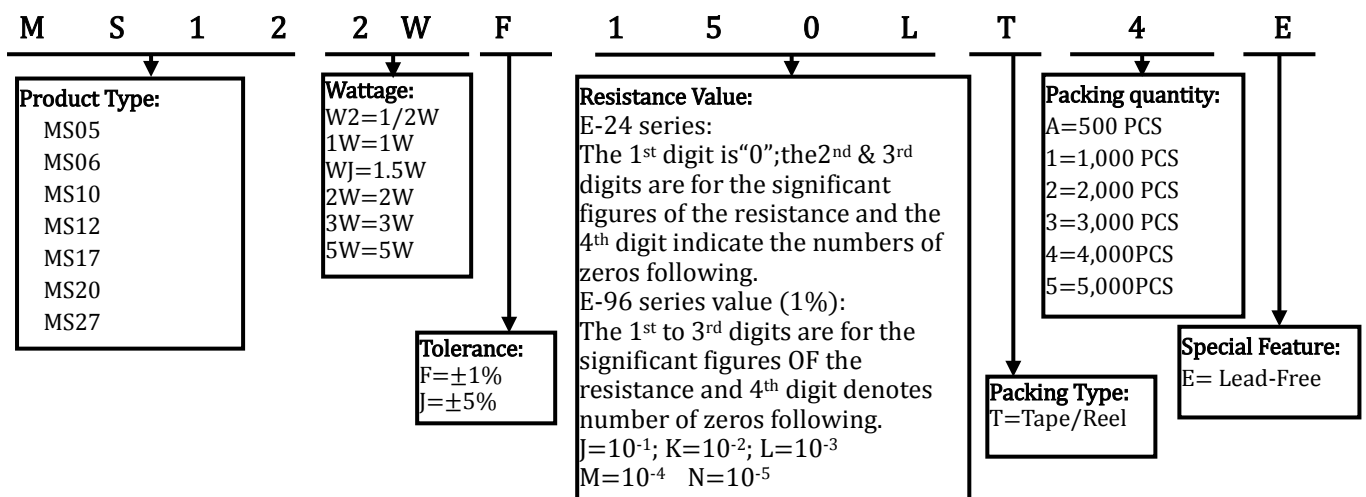 M S 1 2 2 W F 1 5 0 L T 4 E
Product Type:
MS05
MS06
MS10
MS12
MS17
MS20
MS27
Wattage:
W2=1/2W
1W=1W
WJ=1.5W
2W=2W
3W=3W
5W=5W
Tolerance:
F=±1%
J=±5%
Resistance Value:
E-24 series:
The 1st digit is“0”;the2nd & 3rd
digits are for the significant
figures of the resistance and the
4th digit indicate the numbers of
zeros following.
E-96 series value (1%):
The 1st to 3rd digits are for the
significant figures OF the
resistance and 4th digit denotes
number of zeros following.
J=10-1; K=10-2; L=10-3
M=10-4 N=10-5
Packing Type:
T=Tape/Reel
Packing quantity:
A=500 PCS
1=1,000 PCS
2=2,000 PCS
3=3,000 PCS
4=4,000PCS
5=5,000PCS
Special Feature:
E= Lead-Free